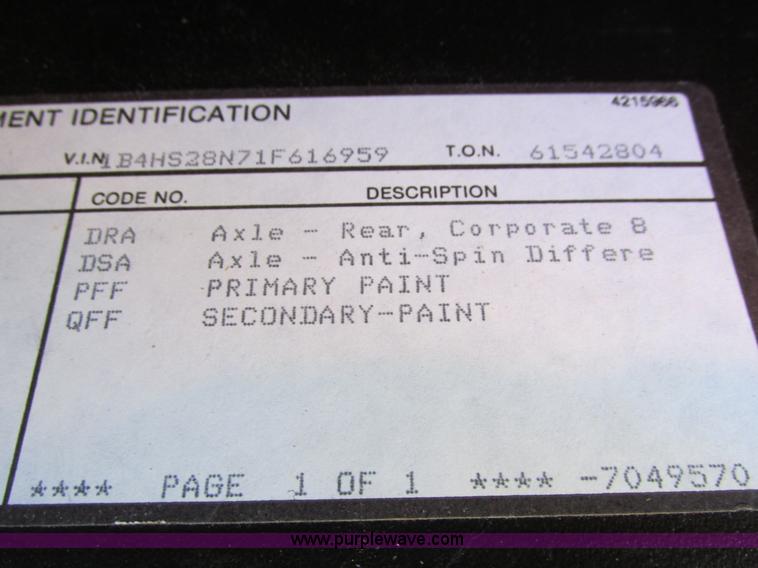 MENT IDENTIFICATION
4215966
V.I.N. 1B4HS28N71F616959 T.O.N. 61542804
CODE NO. DESCRIPTION
DRA Axle - Rear, Corporate 8
DSA Axle - Anti-Spin Differe
PFF PRIMARY PAINT
QFF SECONDARY-PAINT
**** PAGE 1 OF 1 **** -7049570
www.purplewave.com